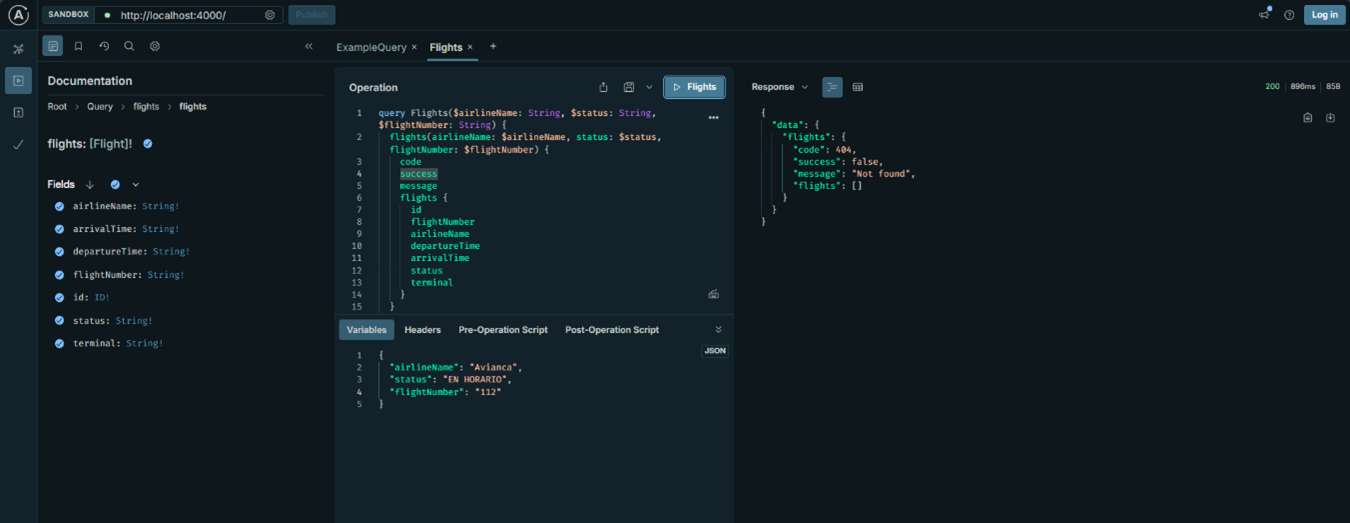 SANDBOX http://localhost:4000/ Publish Log in
Documentation
Root > Query > flights > flights
flights: [Flight]!
Fields
airlineName: String!
arrivalTime: String!
departureTime: String!
flightNumber: String!
id: ID!
status: String!
terminal: String!
ExampleQuery × Flights × +
Operation Flights
1 query Flights($airlineName: String, $status: String,
$flightNumber: String) {
2 flights(airlineName: $airlineName, status: $status,
flightNumber: $flightNumber) {
3 code
4 success
5 message
6 flights {
7 id
8 flightNumber
9 airlineName
10 departureTime
11 arrivalTime
12 status
13 terminal
14 }
15 }
Variables Headers Pre-Operation Script Post-Operation Script
JSON
1 {
2 "airlineName": "Avianca",
3 "status": "EN HORARIO",
4 "flightNumber": "112"
5 }
Response 200 896ms 85B
{
"data": {
"flights": {
"code": 404,
"success": false,
"message": "Not found",
"flights": []
}
}
}